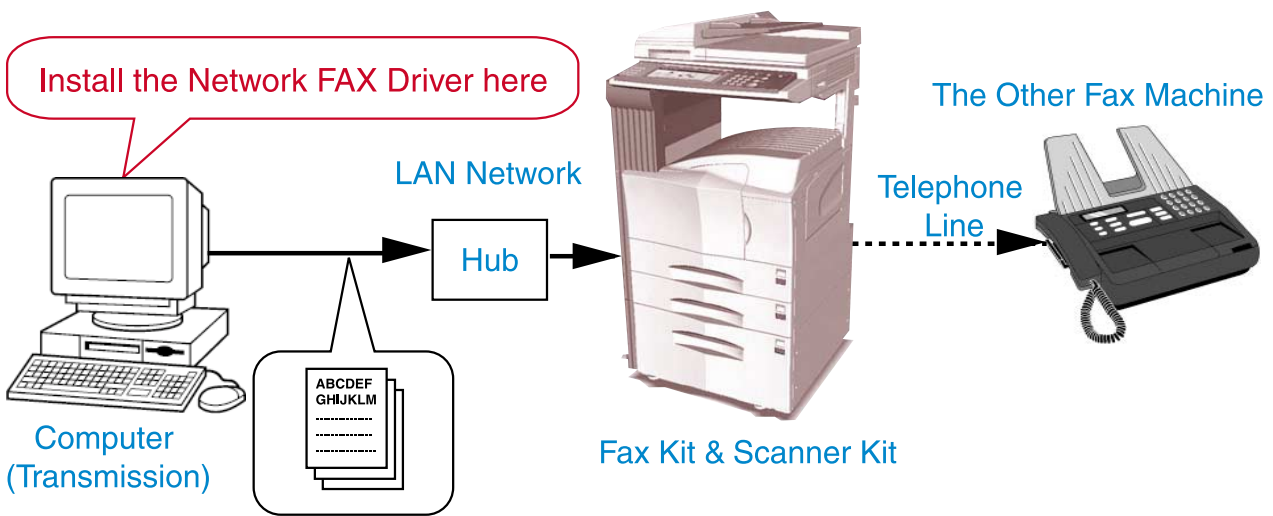 Install the Network FAX Driver here
The Other Fax Machine
LAN Network
Telephone
Line
Hub
ABCDEF
GHIJKLM
Computer
(Transmission)
Fax Kit & Scanner Kit